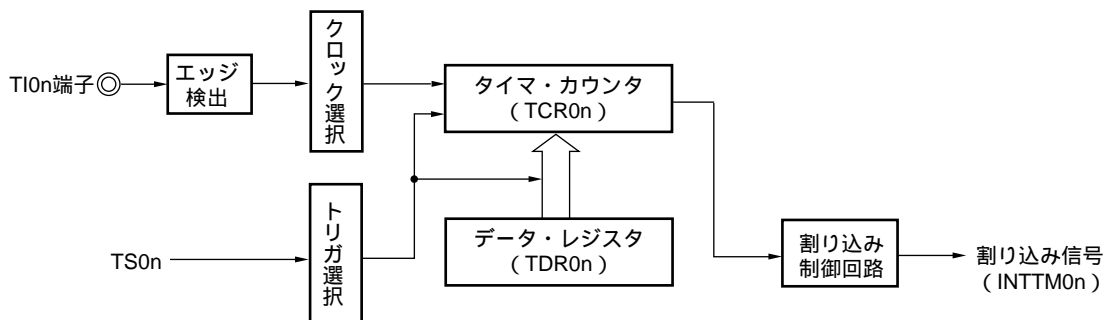 TI0n端子
エッジ
検出
クロック選択
タイマ・カウンタ
(TCR0n)
TS0n
トリガ選択
データ・レジスタ
(TDR0n)
割り込み
制御回路
割り込み信号
(INTTM0n)